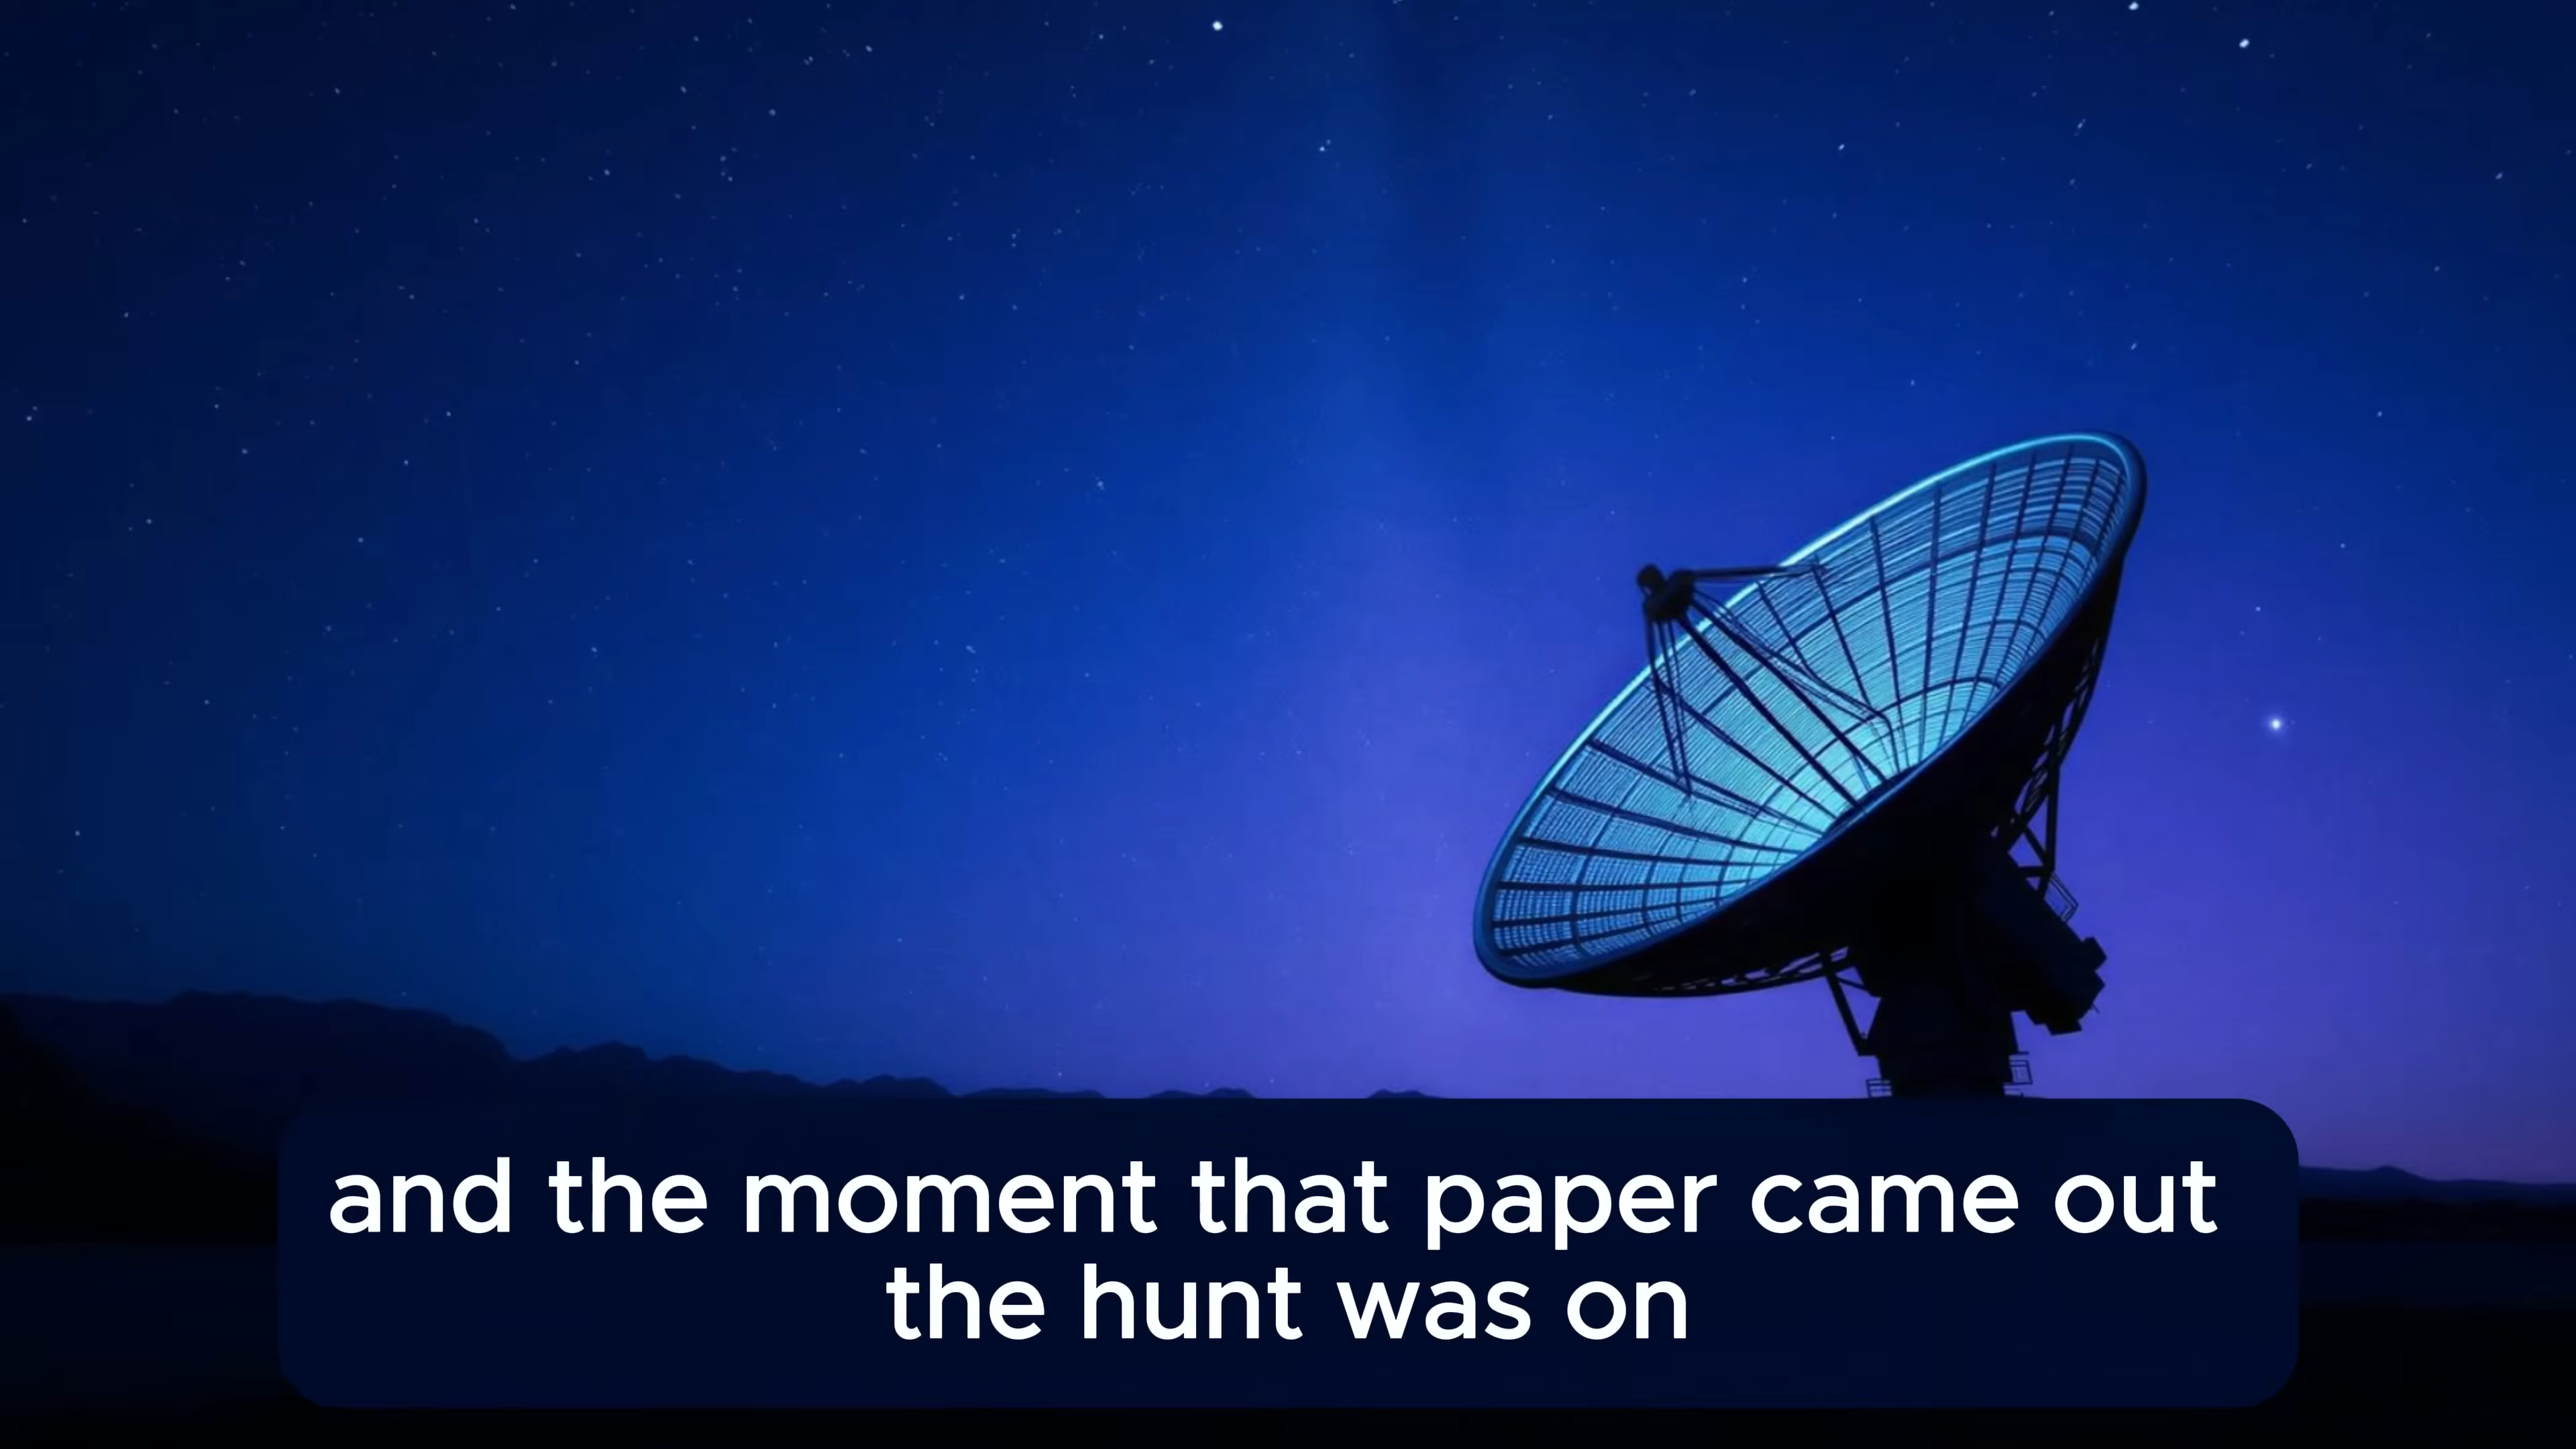 and the moment that paper came out
the hunt was on